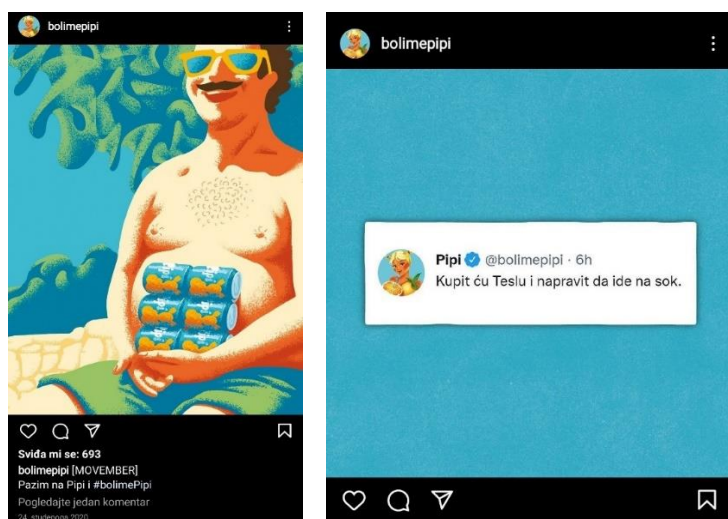 bolimepipi
Sviđa mi se: 693
bolimepipi [MOVEMBER]
Pazim na Pipi i #bolimePipi
Pogledajte jedan komentar
24. studenoga 2020.
bolimepipi
Pipi @bolimepipi · 6h
Kupit ću Teslu i napravit da ide na sok.